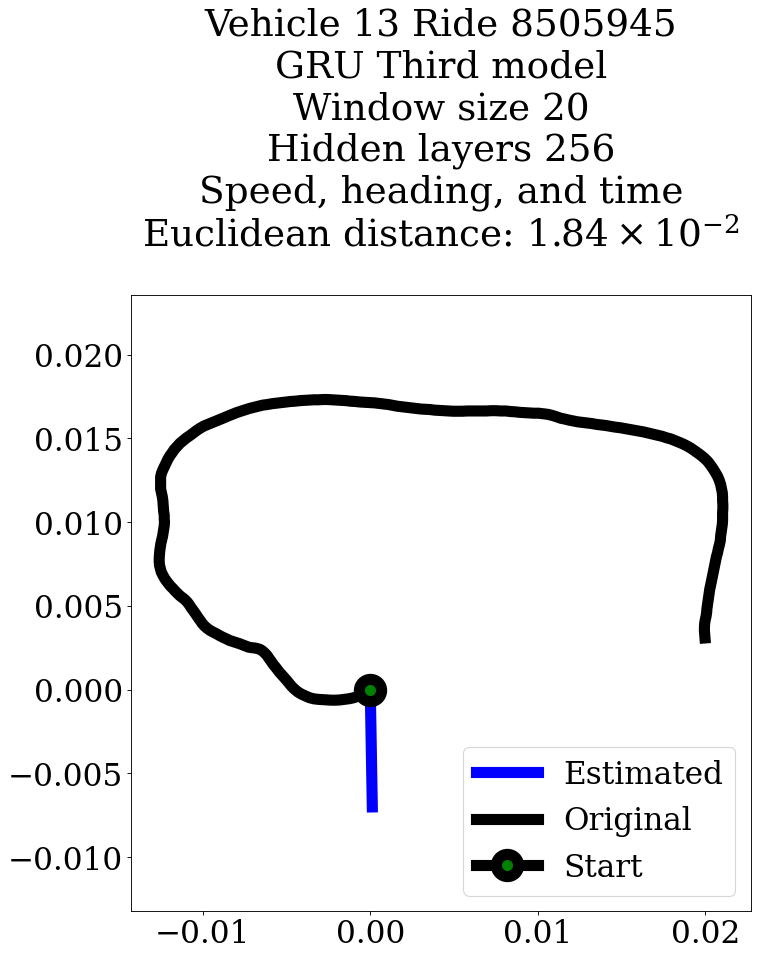 Vehicle 13 Ride 8505945
GRU Third model
Window size 20
Hidden layers 256
Speed, heading, and time
Euclidean distance: 1.84 × 10⁻²
0.020
0.015
0.010
0.005
0.000
−0.005
−0.010
Estimated
Original
Start
−0.01 0.00 0.01 0.02